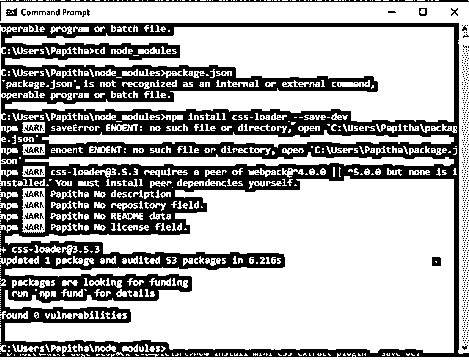 Command Prompt
operable program or batch file.
C:\Users\Papitha>cd node_modules
C:\Users\Papitha\node_modules>package.json
'package.json' is not recognized as an internal or external command,
operable program or batch file.
C:\Users\Papitha\node_modules>npm install css-loader --save-dev
npm WARN saveError ENOENT: no such file or directory, open 'C:\Users\Papitha\packag
e.json'
npm WARN enoent ENOENT: no such file or directory, open 'C:\Users\Papitha\package.j
son'
npm WARN css-loader@3.5.3 requires a peer of webpack@^4.0.0 || ^5.0.0 but none is i
nstalled. You must install peer dependencies yourself.
npm WARN Papitha No description
npm WARN Papitha No repository field.
npm WARN Papitha No README data
npm WARN Papitha No license field.
+ css-loader@3.5.3
updated 1 package and audited 53 packages in 6.216s
2 packages are looking for funding
run `npm fund` for details
found 0 vulnerabilities
C:\Users\Papitha\node_modules>